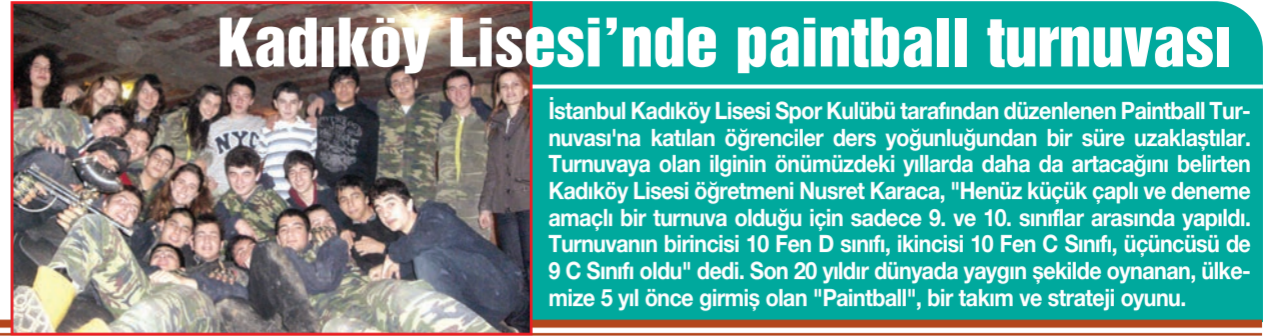 Kadıköy Lisesi'nde paintball turnuvası
İstanbul Kadıköy Lisesi Spor Kulübü tarafından düzenlenen Paintball Tur-
nuvası'na katılan öğrenciler ders yoğunluğundan bir süre uzaklaştılar.
Turnuvaya olan ilginin önümüzdeki yıllarda daha da artacağını belirten
Kadıköy Lisesi öğretmeni Nusret Karaca, "Henüz küçük çaplı ve deneme
amaçlı bir turnuva olduğu için sadece 9. ve 10. sınıflar arasında yapıldı.
Turnuvanın birincisi 10 Fen D sınıfı, ikincisi 10 Fen C Sınıfı, üçüncüsü de
9 C Sınıfı oldu" dedi. Son 20 yıldır dünyada yaygın şekilde oynanan, ülke-
mize 5 yıl önce girmiş olan "Paintball", bir takım ve strateji oyunu.
NYC